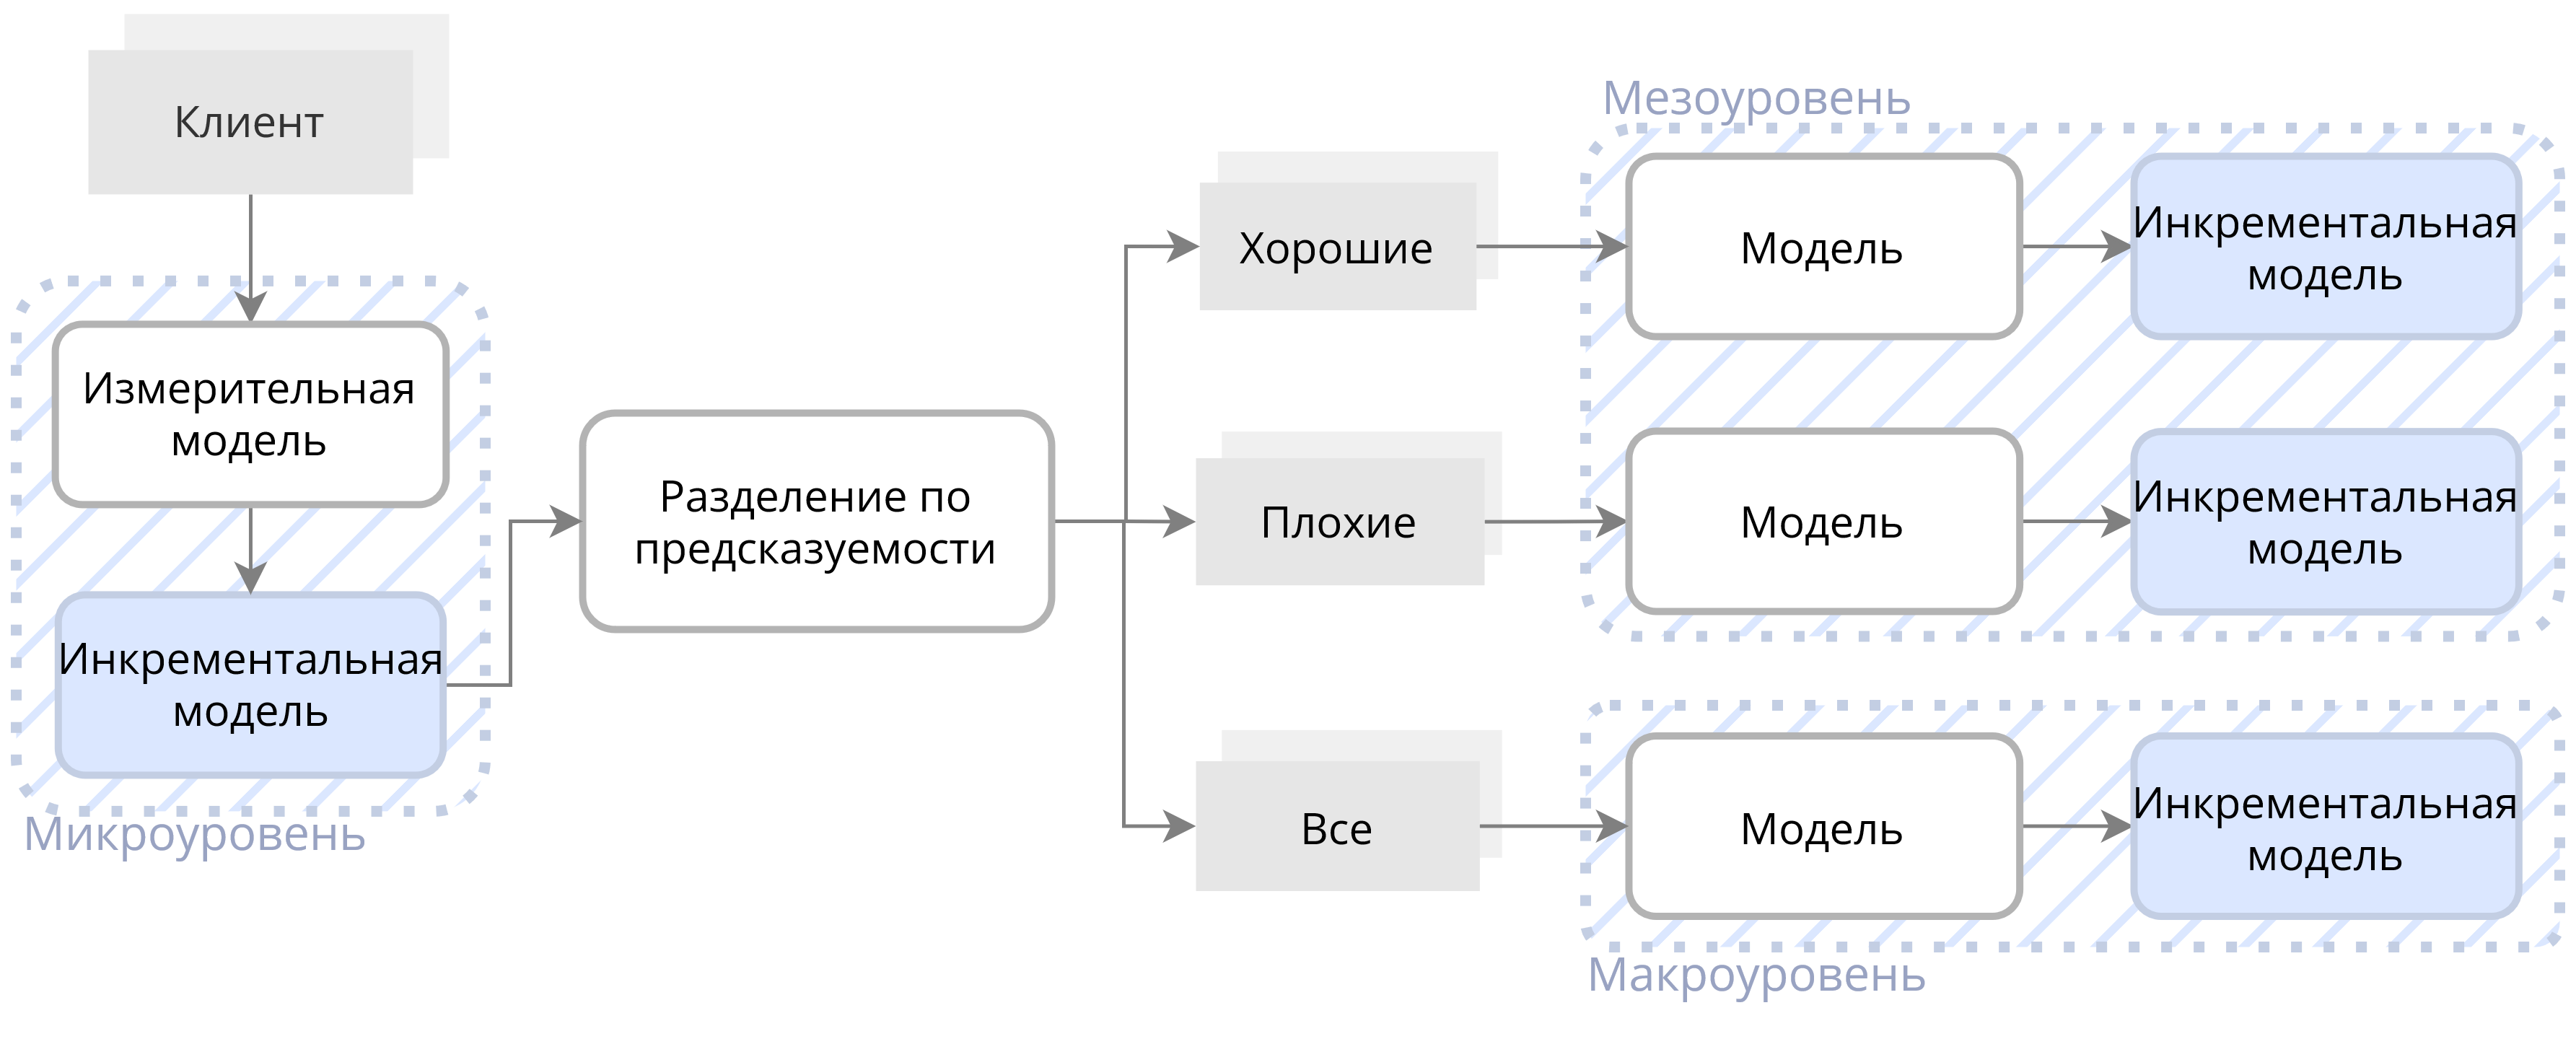 Клиент
Измерительная
модель
Инкрементальная
модель
Микроуровень
Разделение по
предсказуемости
Хорошие
Плохие
Все
Мезоуровень
Модель
Инкрементальная
модель
Модель
Инкрементальная
модель
Модель
Инкрементальная
модель
Макроуровень